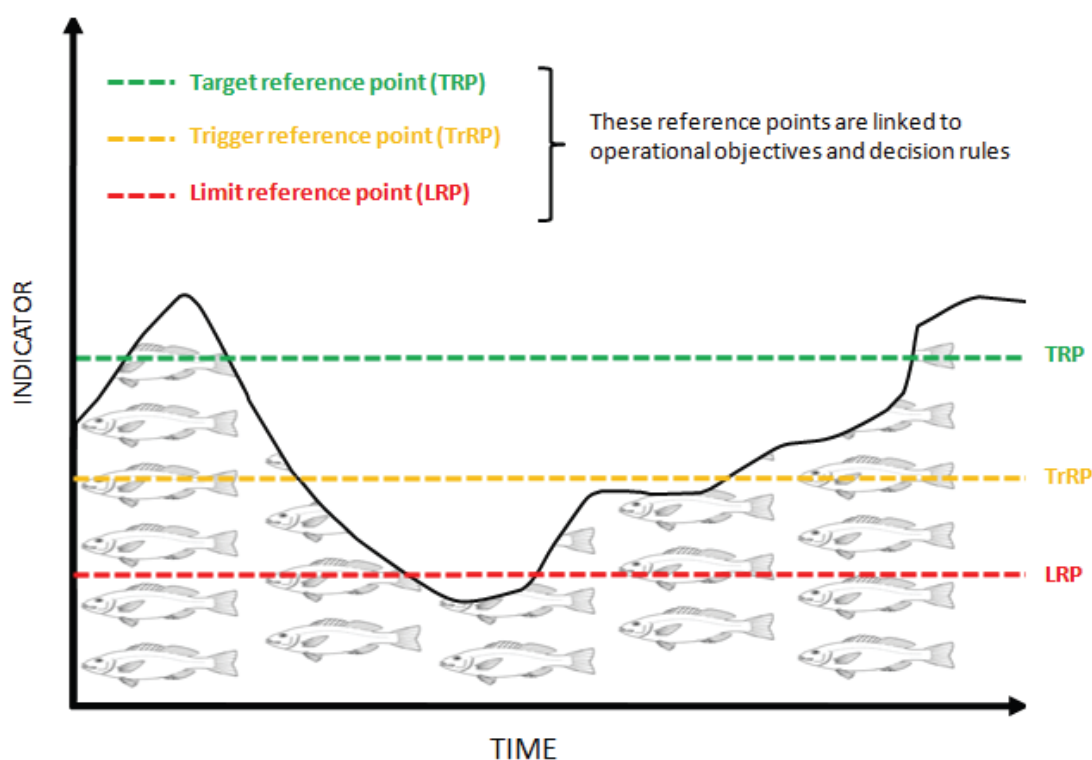 Target reference point (TRP)
Trigger reference point (TrRP)
Limit reference point (LRP)
These reference points are linked to
operational objectives and decision rules
INDICATOR
TRP
TrRP
LRP
TIME